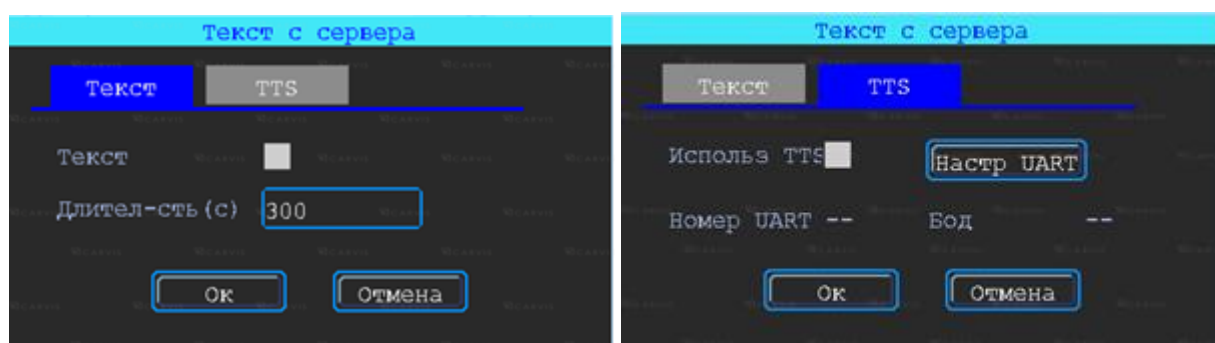 Текст с сервера
Текст TTS
Текст
Длител-сть(с) 300
Ок Отмена
Текст с сервера
Текст TTS
Использ TTS Настр UART
Номер UART -- Бод --
Ок Отмена